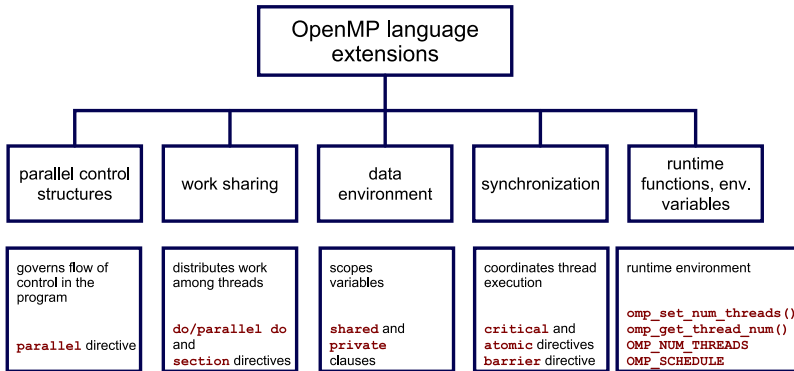 OpenMP language
extensions
parallel control
structures
work sharing
data
environment
synchronization
runtime
functions, env.
variables
governs flow of
control in the
program
parallel directive
distributes work
among threads
do/parallel do
and
section directives
scopes
variables
shared and
private
clauses
coordinates thread
execution
critical and
atomic directives
barrier directive
runtime environment
omp_set_num_threads()
omp_get_thread_num()
OMP_NUM_THREADS
OMP_SCHEDULE